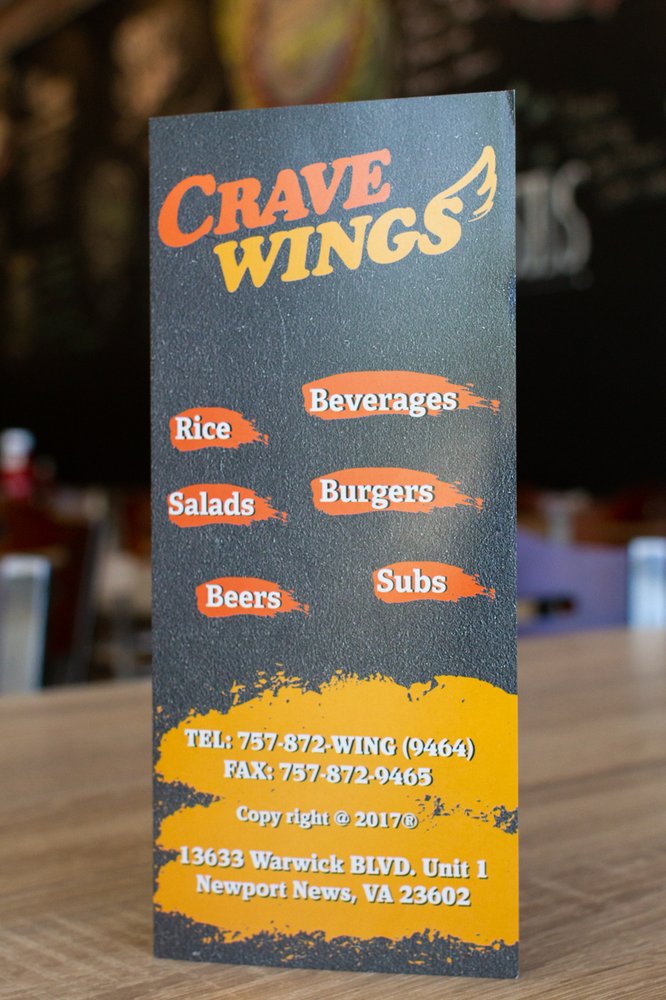 CRAVE
WINGS
Beverages
Rice
Salads
Burgers
Beers
Subs
TEL: 757-872-WING (9464)
FAX: 757-872-9465
Copy right @ 2017®
13633 Warwick BLVD. Unit 1
Newport News, VA 23602